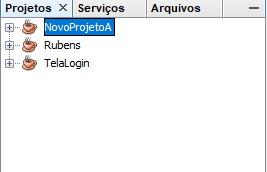 Projetos Serviços Arquivos
NovoProjetoA
Rubens
TelaLogin